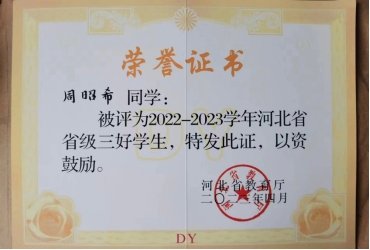 荣誉证书
周昭希 同学：
被评为2022-2023学年河北省
省级三好学生，特发此证，以资
鼓励。
河北省教育厅
二〇二三年四月
DY